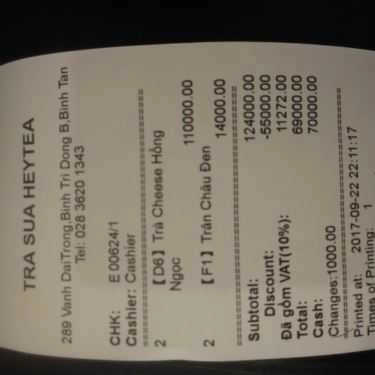 TRA SUA HEYTEA
289 Vanh DaiTrong,Binh Tri Dong B,Binh Tan
Tel: 028 3620 1343
CHK: E 00624/1
Cashier: Cashier
==============================
2 【D6】Trà Cheese Hồng 110000.00
Ngọc
2 【F1】Trân Châu Đen 14000.00
==============================
Subtotal: 124000.00
Discount: -55000.00
Đã gồm VAT(10%): 11272.00
Total: 69000.00
Cash: 70000.00
Changes:1000.00
==============================
Printed at: 2017-09-22 22:11:17
Times of Printing: 1